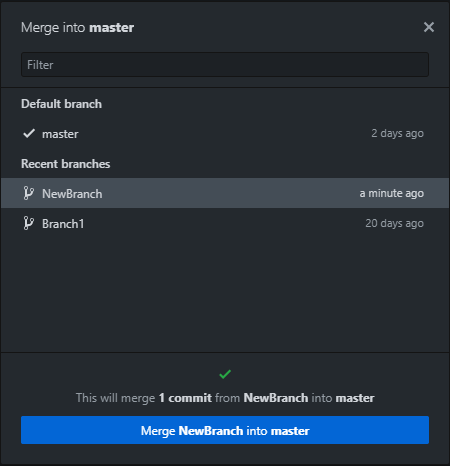 Merge into master
Filter
Default branch
master 2 days ago
Recent branches
NewBranch a minute ago
Branch1 20 days ago
This will merge 1 commit from NewBranch into master
Merge NewBranch into master